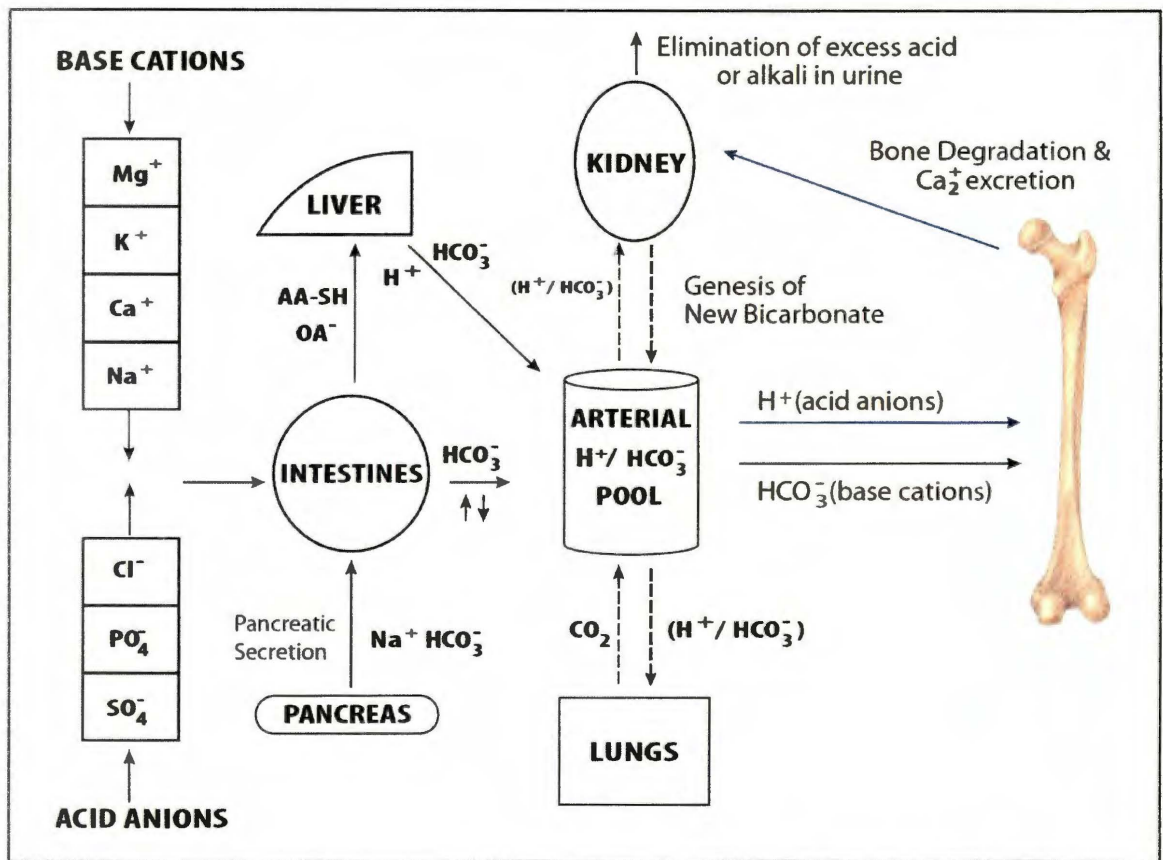 BASE CATIONS
Mg⁺
K⁺
Ca⁺
Na⁺
Cl⁻
PO₄⁻
SO₄⁻
ACID ANIONS
LIVER
AA-SH
OA⁻
HCO₃⁻
H⁺
INTESTINES
HCO₃⁻
Pancreatic
Secretion
Na⁺ HCO₃⁻
PANCREAS
Elimination of excess acid
or alkali in urine
KIDNEY
(H⁺/ HCO₃⁻)
Genesis of
New Bicarbonate
ARTERIAL
H⁺/ HCO₃⁻
POOL
CO₂
(H⁺/ HCO₃⁻)
LUNGS
Bone Degradation &
Ca₂⁺ excretion
H⁺(acid anions)
HCO₃⁻(base cations)